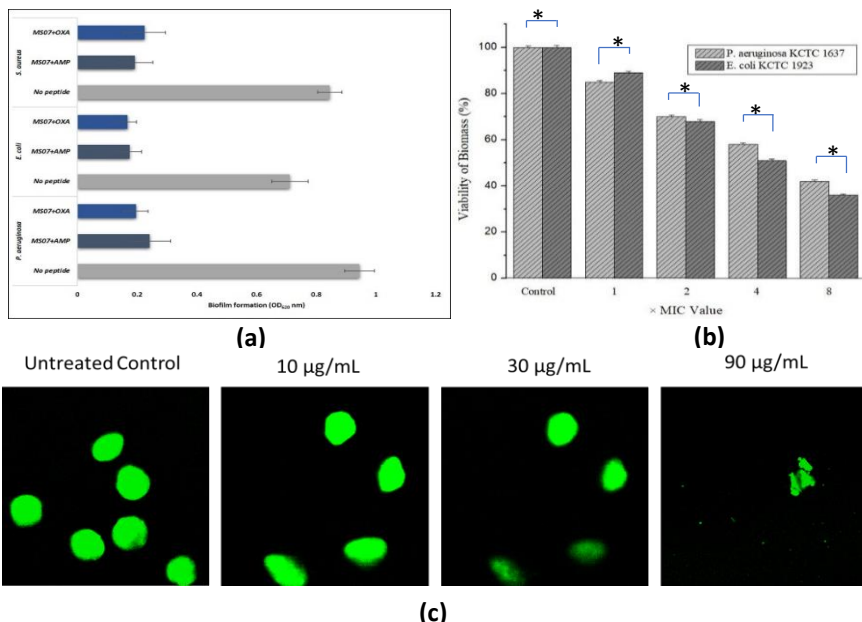 S. aureus
MS07+OXA
MS07+AMP
No peptide
E. coli
MS07+OXA
MS07+AMP
No peptide
P. aeruginosa
MS07+OXA
MS07+AMP
No peptide
0 0.2 0.4 0.6 0.8 1 1.2
Biofilm formation (OD₆₂₀ nm)
(a)
Viability of Biomass (%)
100
80
60
40
20
0
* * * * *
P. aeruginosa KCTC 1637
E. coli KCTC 1923
Control 1 2 4 8
× MIC Value
(b)
Untreated Control 10 µg/mL 30 µg/mL 90 µg/mL
(c)